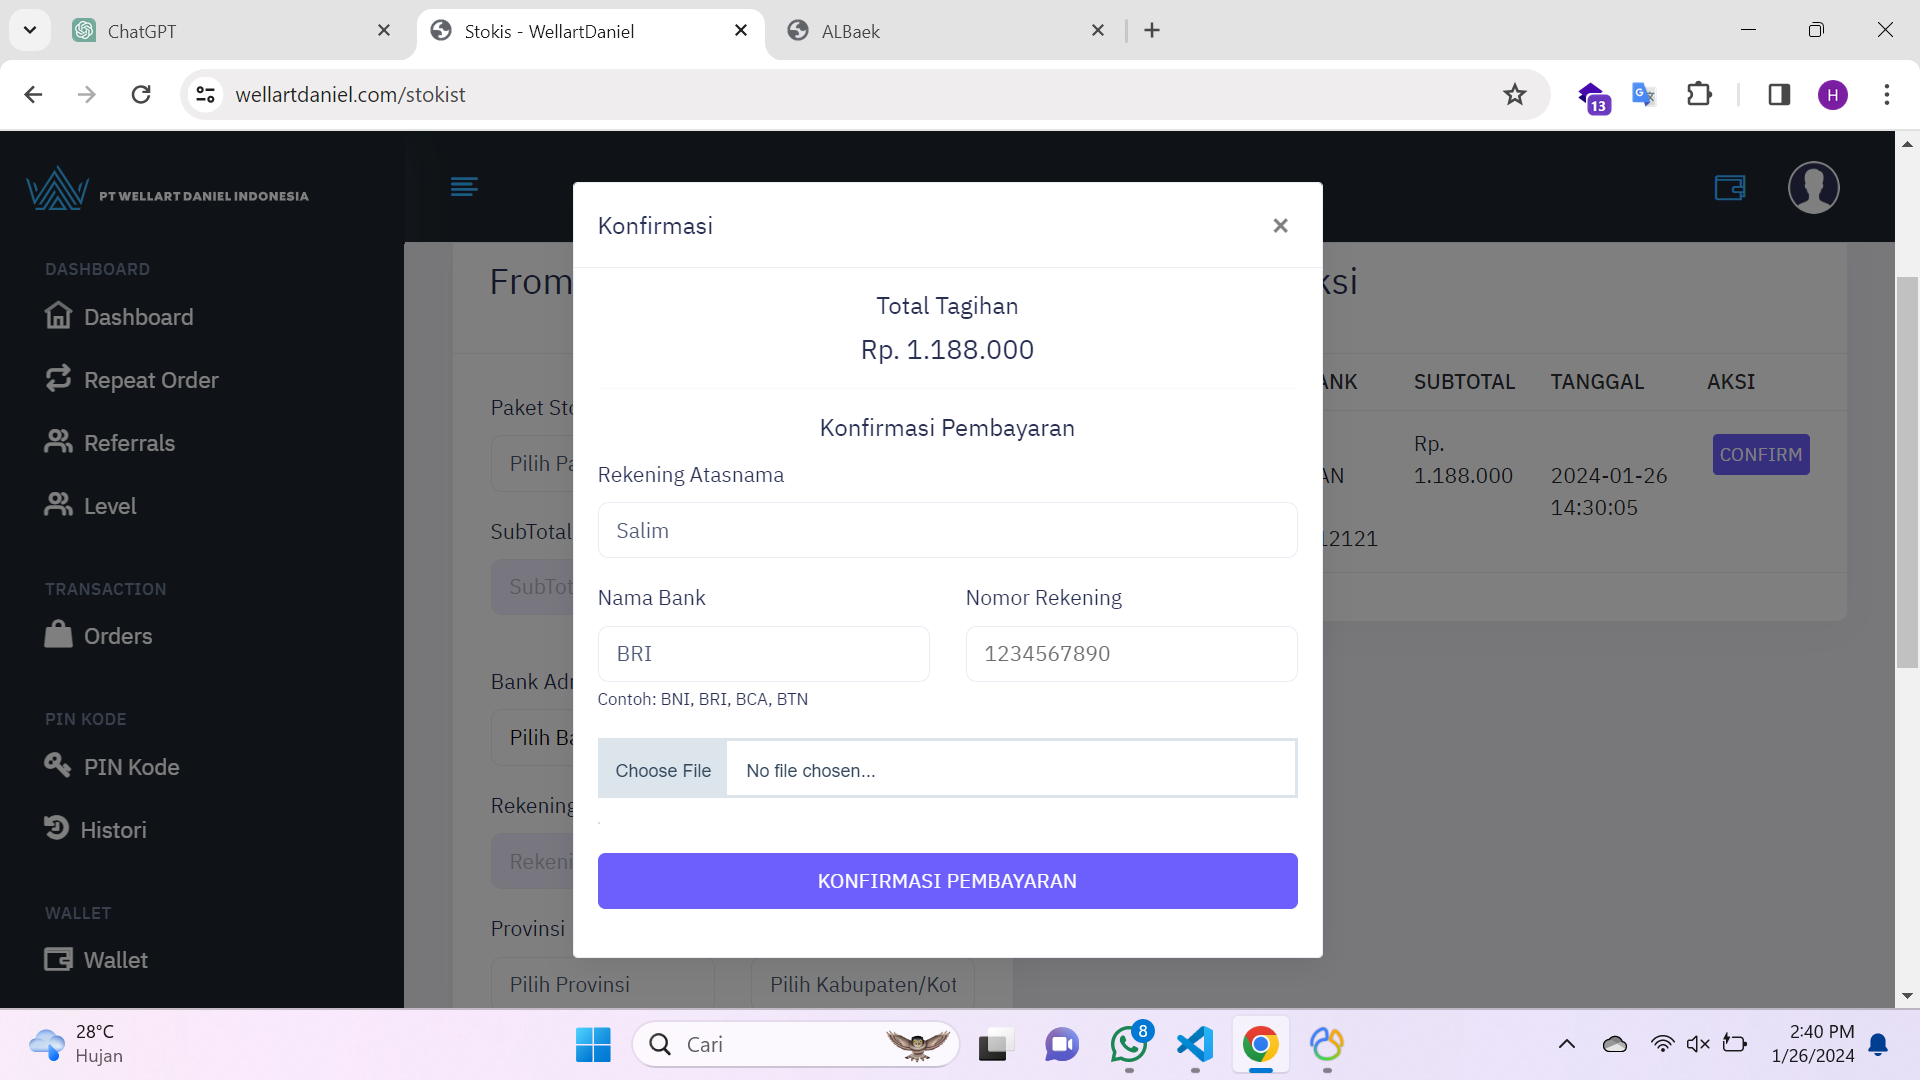 ChatGPT
Stokis - WellartDaniel
ALBaek
wellartdaniel.com/stokist
13
H
PT WELLART DANIEL INDONESIA
DASHBOARD
Dashboard
Repeat Order
Referrals
Level
TRANSACTION
Orders
PIN KODE
PIN Kode
Histori
WALLET
Wallet
From
Paket Sto
Pilih Pa
SubTotal
SubTot
Bank Adm
Pilih Ba
Rekening
Rekeni
Provinsi
Pilih Provinsi
Pilih Kabupaten/Kot
Konfirmasi
×
Total Tagihan
Rp. 1.188.000
Konfirmasi Pembayaran
Rekening Atasnama
Salim
Nama Bank
Nomor Rekening
BRI
1234567890
Contoh: BNI, BRI, BCA, BTN
Choose File
No file chosen...
KONFIRMASI PEMBAYARAN
ksi
ANK
SUBTOTAL
TANGGAL
AKSI
AN
12121
Rp.
1.188.000
2024-01-26
14:30:05
CONFIRM
28°C
Hujan
Cari
8
2:40 PM
1/26/2024